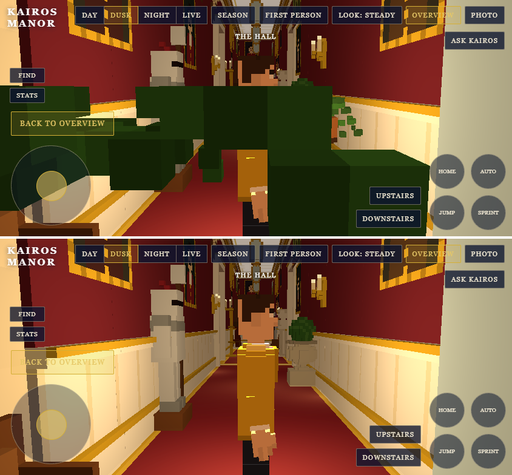 KAIROS
MANOR
DAY
DUSK
NIGHT
LIVE
SEASON
FIRST PERSON
LOOK: STEADY
OVERVIEW
PHOTO
THE HALL
ASK KAIROS
FIND
STATS
BACK TO OVERVIEW
HOME
AUTO
UPSTAIRS
DOWNSTAIRS
JUMP
SPRINT
KAIROS
MANOR
DAY
DUSK
NIGHT
LIVE
SEASON
FIRST PERSON
LOOK: STEADY
OVERVIEW
PHOTO
THE HALL
ASK KAIROS
FIND
STATS
BACK TO OVERVIEW
HOME
AUTO
UPSTAIRS
DOWNSTAIRS
JUMP
SPRINT